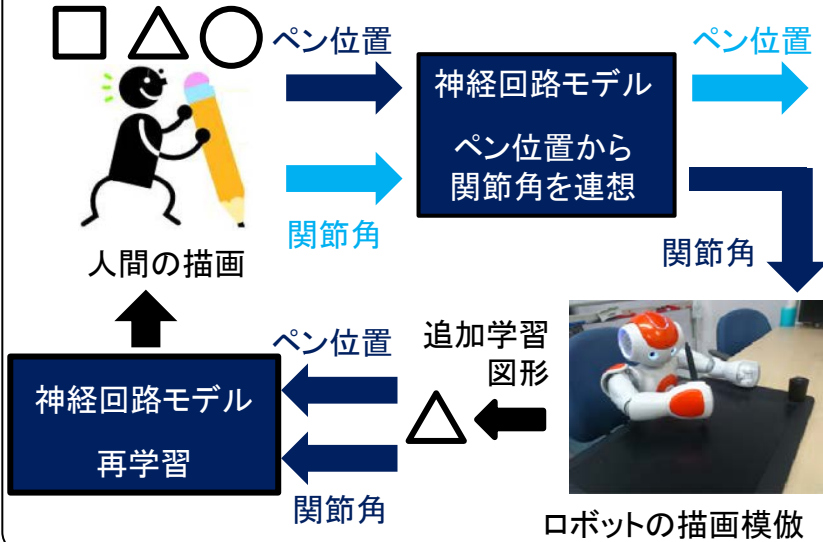 ペン位置
ペン位置
神経回路モデル
ペン位置から
関節角を連想
関節角
関節角
人間の描画
ペン位置
追加学習
図形
神経回路モデル
再学習
関節角
ロボットの描画模倣